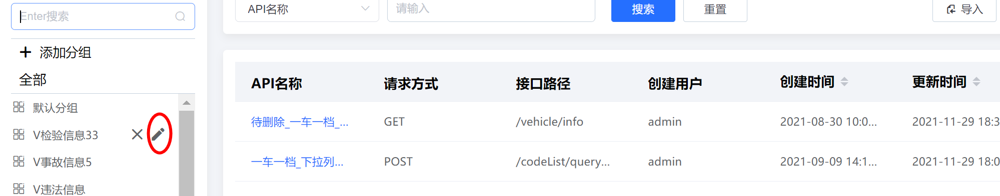 Enter搜索
API名称
请输入
搜索
重置
导入
添加分组
全部
默认分组
V检验信息33
V事故信息5
V违法信息
API名称 请求方式 接口路径 创建用户 创建时间 更新时间
待删除_一车一档_... GET /vehicle/info admin 2021-08-30 10:0... 2021-11-29 18:3
一车一档_下拉列... POST /codeList/query... admin 2021-09-09 14:1... 2021-11-29 18:0